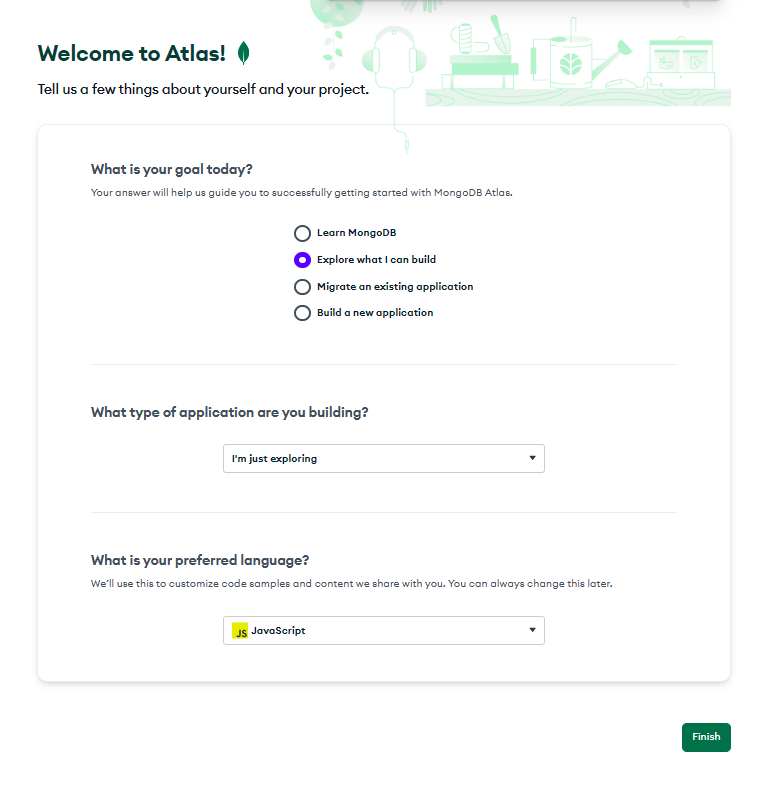 Welcome to Atlas!
Tell us a few things about yourself and your project.
What is your goal today?
Your answer will help us guide you to successfully getting started with MongoDB Atlas.
Learn MongoDB
Explore what I can build
Migrate an existing application
Build a new application
What type of application are you building?
I'm just exploring
What is your preferred language?
We'll use this to customize code samples and content we share with you. You can always change this later.
JS JavaScript
Finish